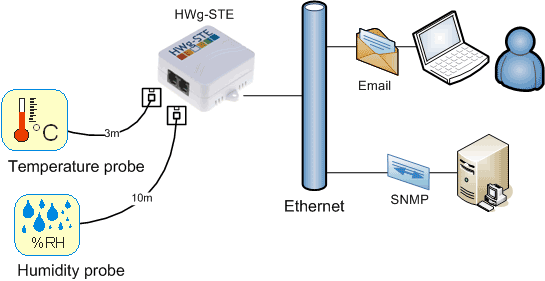 HWg-STE
HWg-STE
Email
° C
3m
Temperature probe
10m
SNMP
Ethernet
%RH
Humidity probe